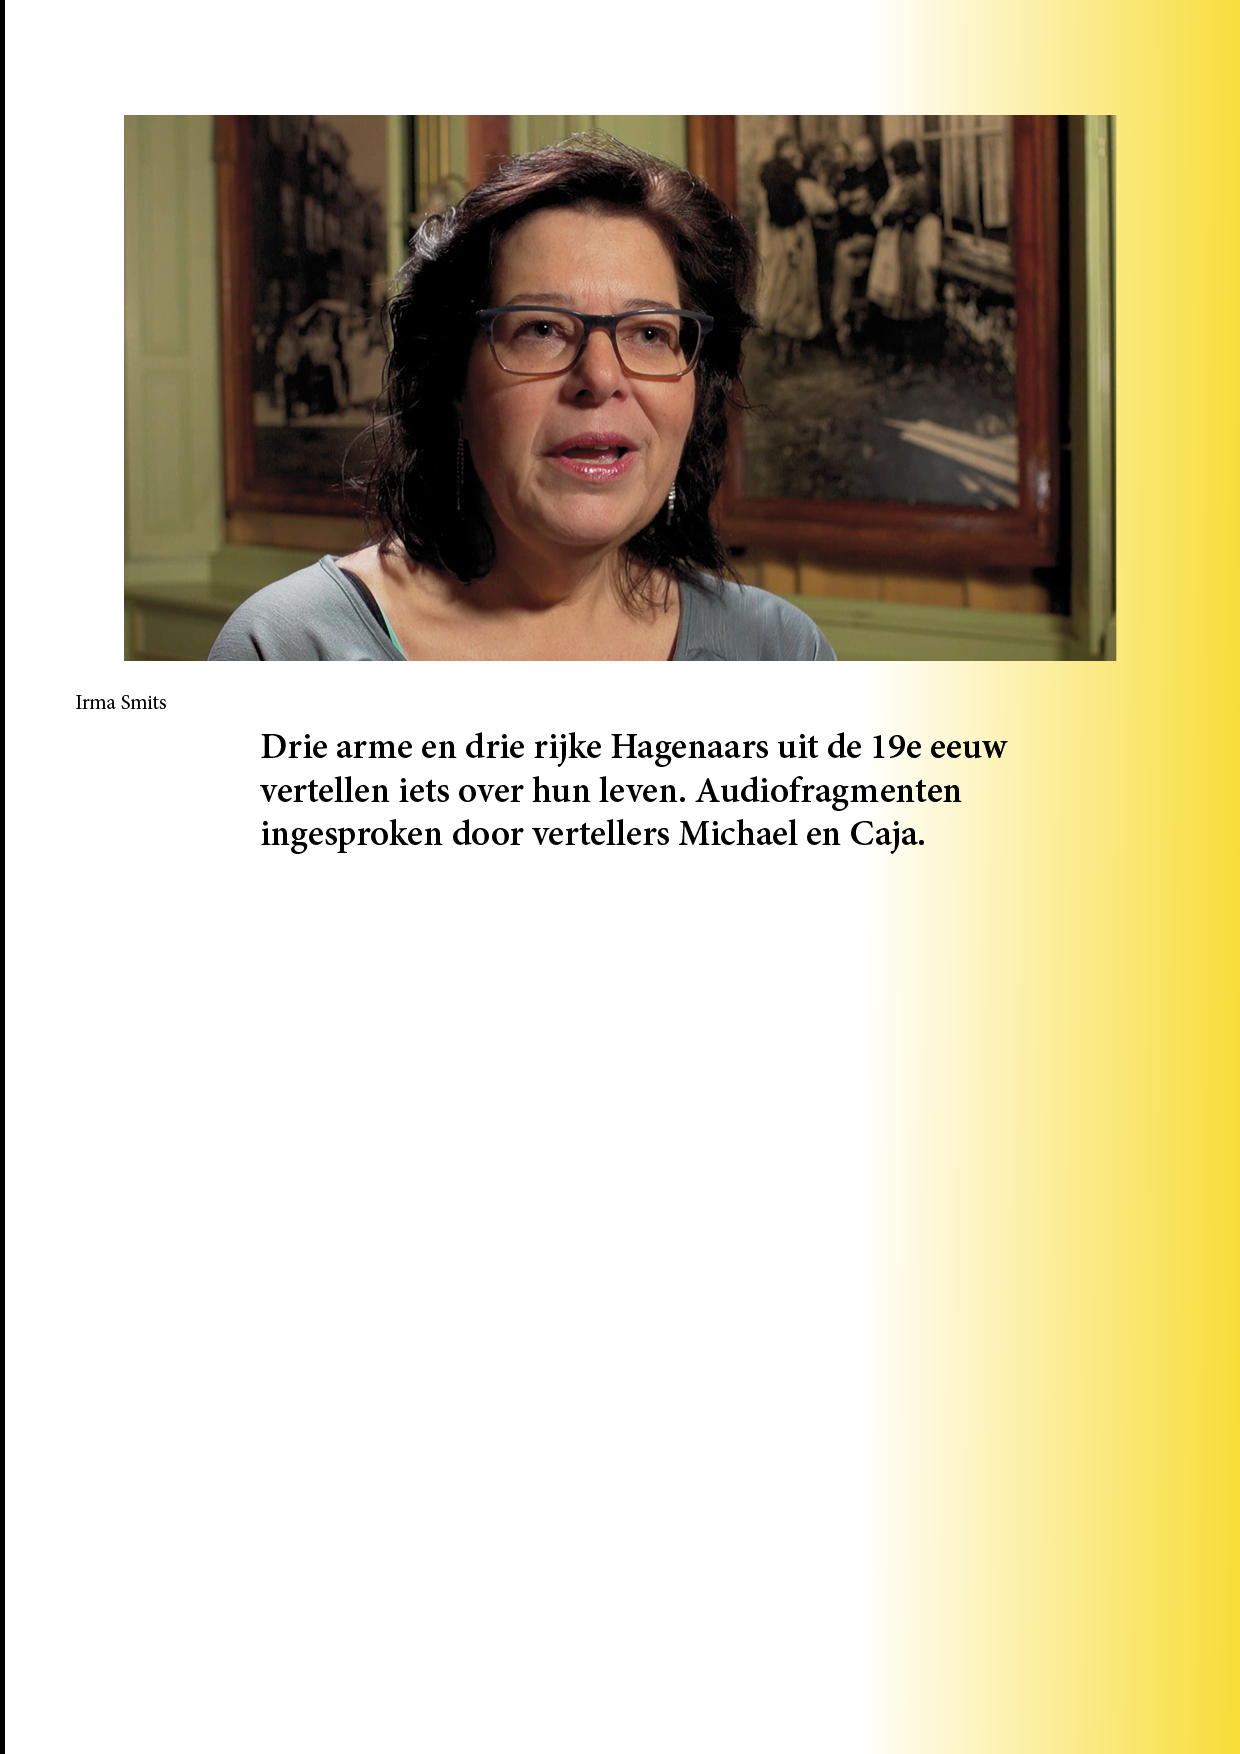 Irma Smits
Drie arme en drie rijke Hagenaars uit de 19e eeuw
vertellen iets over hun leven. Audiofragmenten
ingesproken door vertellers Michael en Caja.